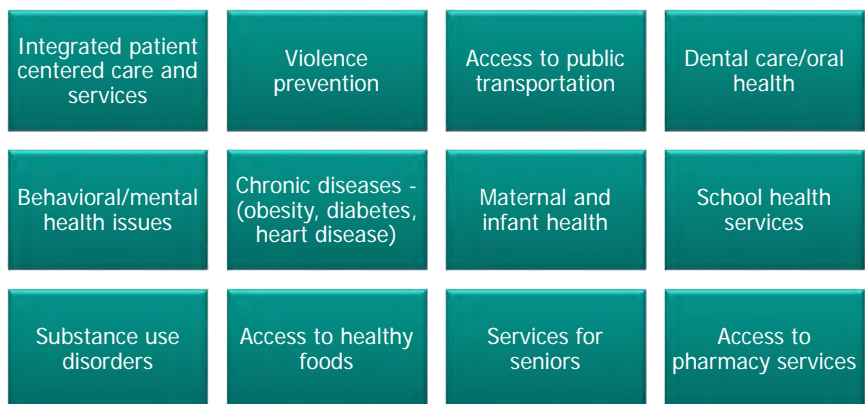 Integrated patient
centered care and
services
Violence
prevention
Access to public
transportation
Dental care/oral
health
Behavioral/mental
health issues
Chronic diseases -
(obesity, diabetes,
heart disease)
Maternal and
infant health
School health
services
Substance use
disorders
Access to healthy
foods
Services for
seniors
Access to
pharmacy services